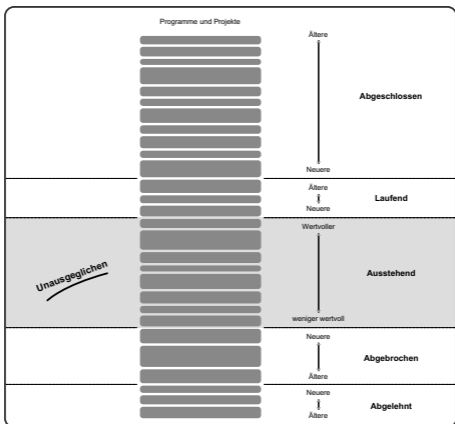 Programme und Projekte
Ältere
Abgeschlossen
Neuere
Ältere
Laufend
Neuere
Wertvoller
Unausgeglichen
Ausstehend
weniger wertvoll
Neuere
Abgebrochen
Ältere
Neuere
Abgelehnt
Ältere